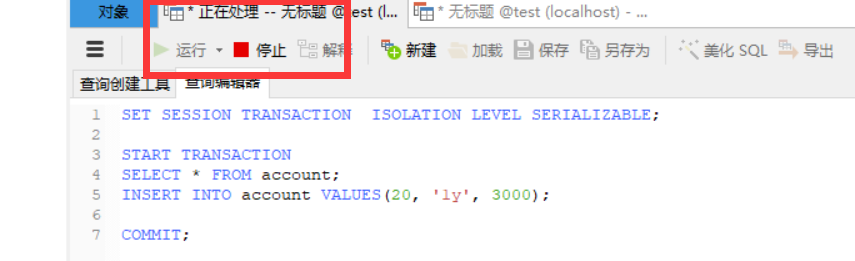 对象 * 正在处理 -- 无标题 @test (l... * 无标题 @test (localhost) - ...
运行 停止 解释 新建 加载 保存 另存为 美化 SQL 导出
查询创建工具 查询编辑器
1 SET SESSION TRANSACTION  ISOLATION LEVEL SERIALIZABLE;
2
3 START TRANSACTION
4 SELECT * FROM account;
5 INSERT INTO account VALUES(20, 'ly', 3000);
6
7 COMMIT;